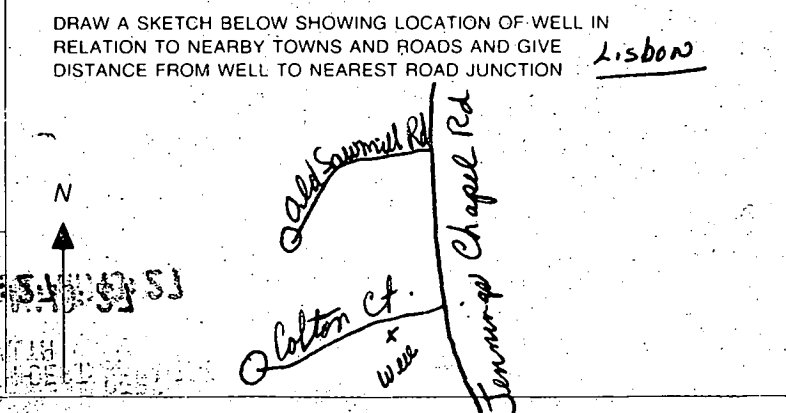 DRAW A SKETCH BELOW SHOWING LOCATION OF WELL IN
RELATION TO NEARBY TOWNS AND ROADS AND GIVE
DISTANCE FROM WELL TO NEAREST ROAD JUNCTION
Lisbon
Old Sawmill Rd
Jennings Chapel Rd
N
Colton Ct.
x
Well